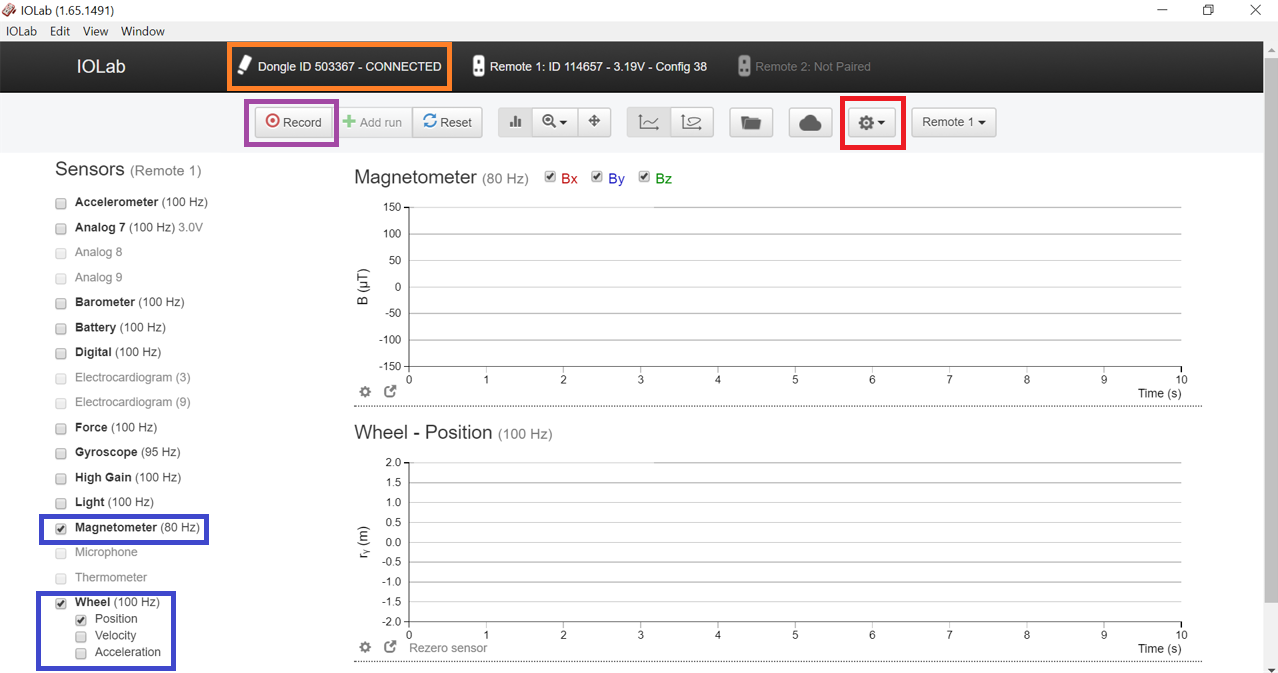 IOLab (1.65.1491)
IOLab Edit View Window
IOLab
Dongle ID 503367 - CONNECTED
Remote 1: ID 114657 - 3.19V - Config 38
Remote 2: Not Paired
Record
Add run
Reset
Remote 1
Sensors (Remote 1)
Accelerometer (100 Hz)
Analog 7 (100 Hz) 3.0V
Analog 8
Analog 9
Barometer (100 Hz)
Battery (100 Hz)
Digital (100 Hz)
Electrocardiogram (3)
Electrocardiogram (9)
Force (100 Hz)
Gyroscope (95 Hz)
High Gain (100 Hz)
Light (100 Hz)
Magnetometer (80 Hz)
Microphone
Thermometer
Wheel (100 Hz)
Position
Velocity
Acceleration
Magnetometer (80 Hz) Bx By Bz
B (μT)
150
100
50
0
-50
-100
-150
0 1 2 3 4 5 6 7 8 9 10
Time (s)
Wheel - Position (100 Hz)
rᵧ (m)
2.0
1.5
1.0
0.5
0.0
-0.5
-1.0
-1.5
-2.0
0 1 2 3 4 5 6 7 8 9 10
Rezero sensor
Time (s)